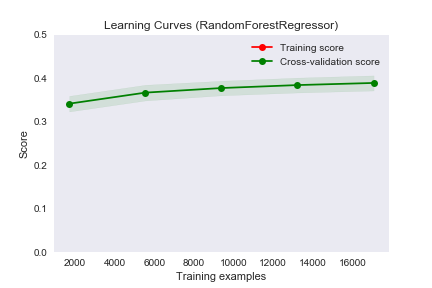 Learning Curves (RandomForestRegressor)
Training score
Cross-validation score
0.5
0.4
0.3
0.2
0.1
0.0
Score
2000 4000 6000 8000 10000 12000 14000 16000
Training examples